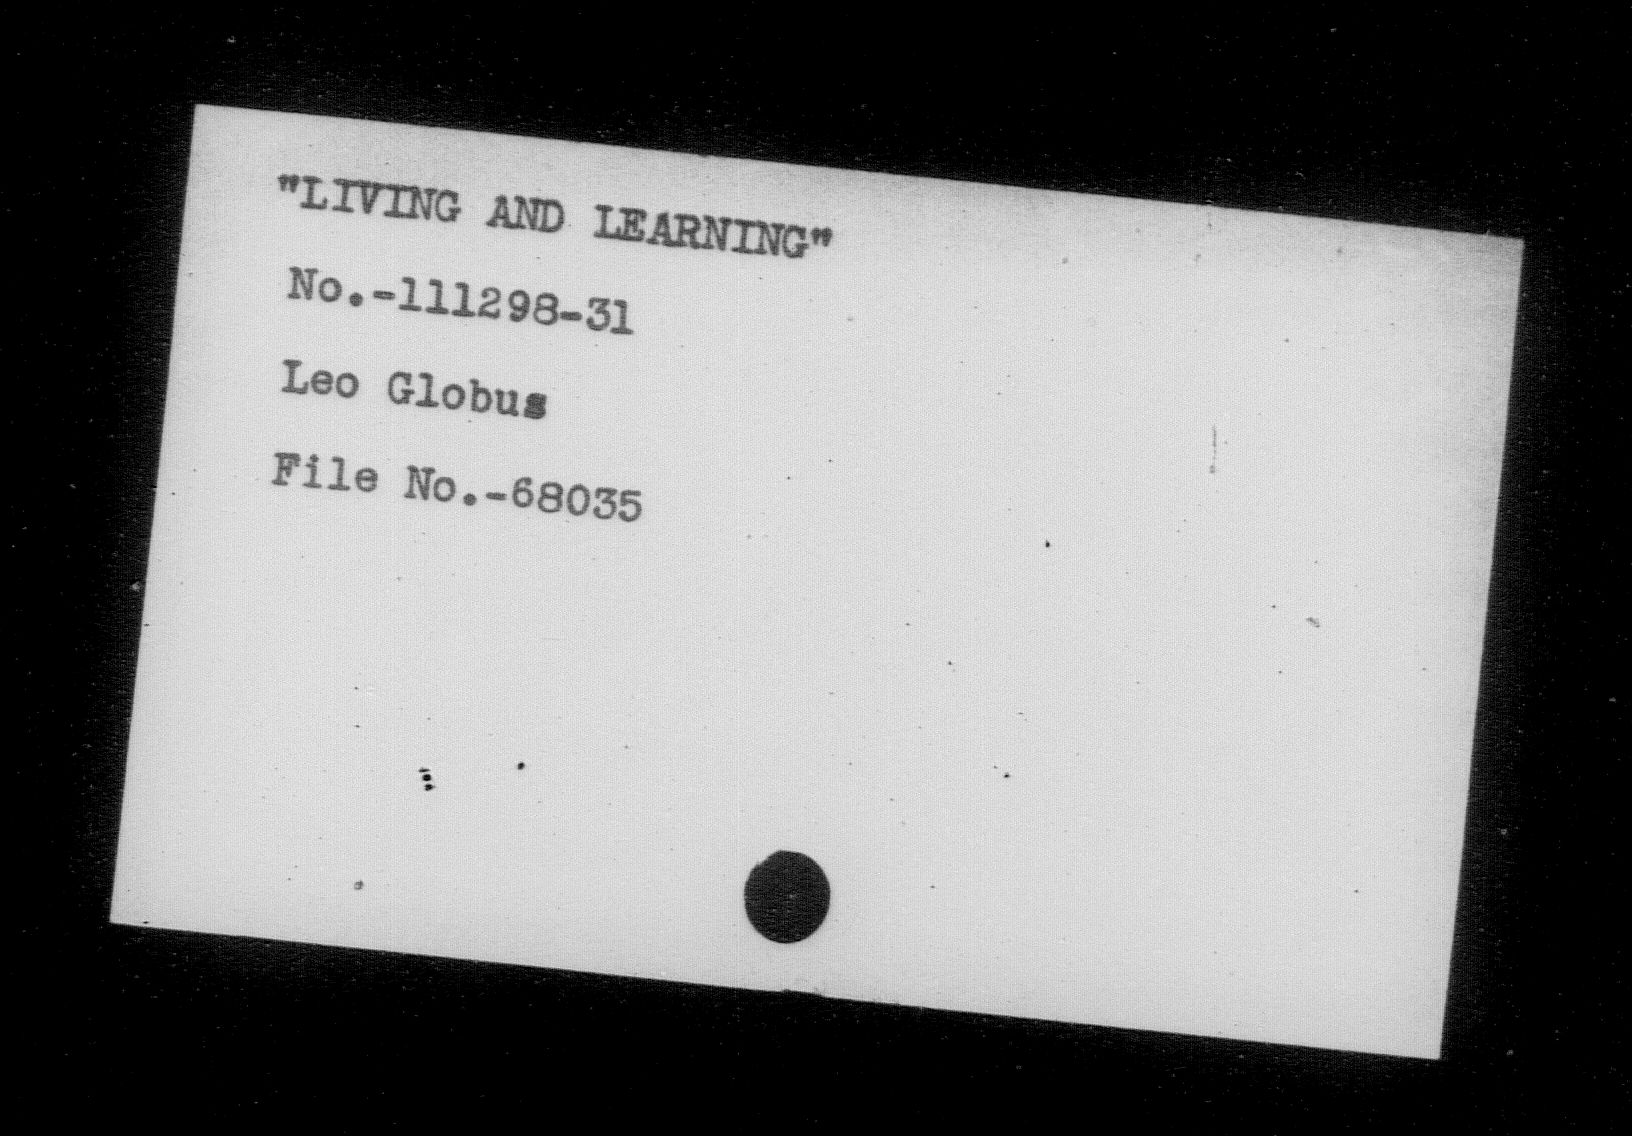 "LIVING AND LEARNING"
No.-111298-31
Leo Globus
File No.-68035